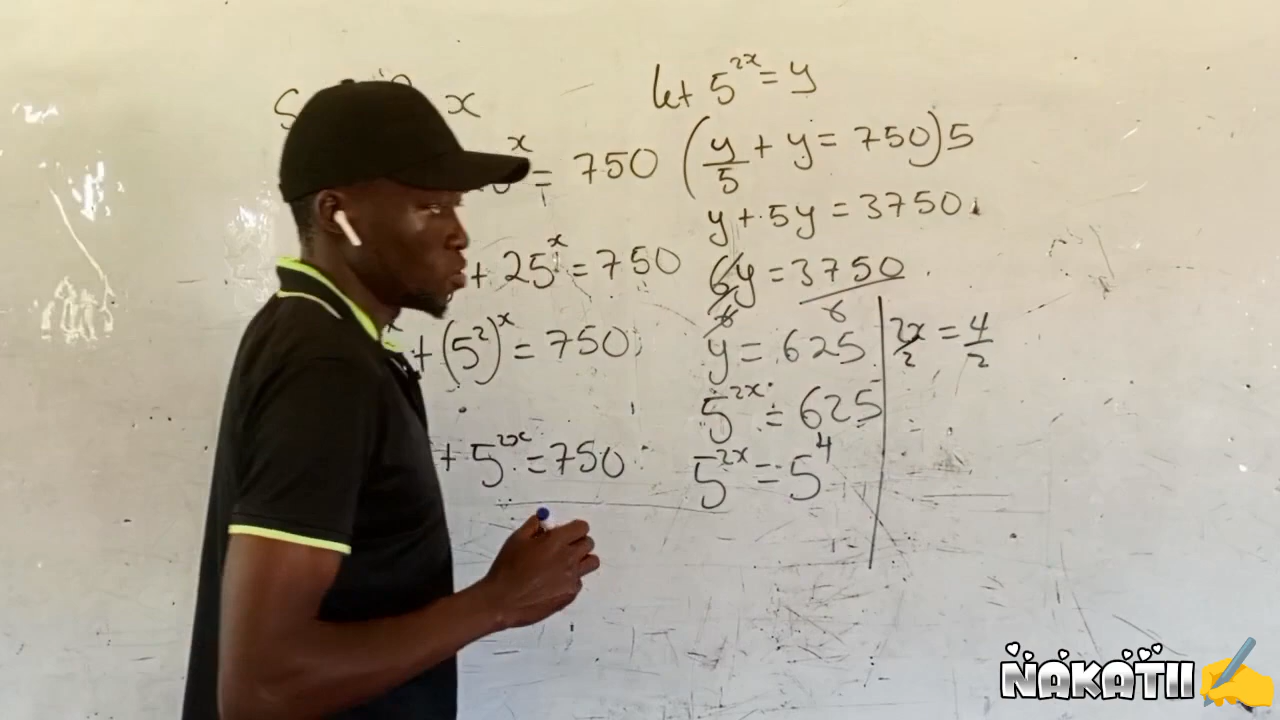 x
x = 750
+ 25^x = 750
+ (5^2)^x = 750
+ 5^2x = 750
let 5^2x = y
(y/5 + y = 750)5
y + 5y = 3750
6y/6 = 3750/6
y = 625
5^2x = 625
5^2x = 5^4
2x/2 = 4/2
NAKATII